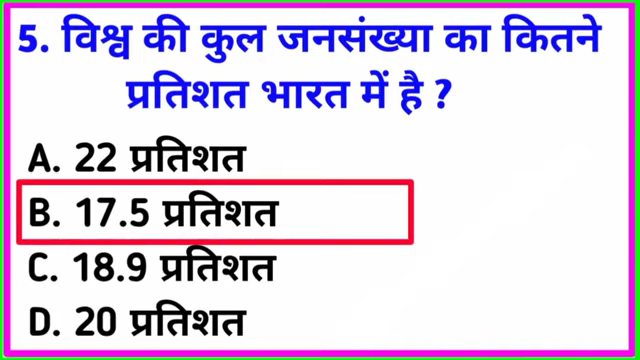 5. विश्व की कुल जनसंख्या का कितने
प्रतिशत भारत में है ?
A. 22 प्रतिशत
B. 17.5 प्रतिशत
C. 18.9 प्रतिशत
D. 20 प्रतिशत